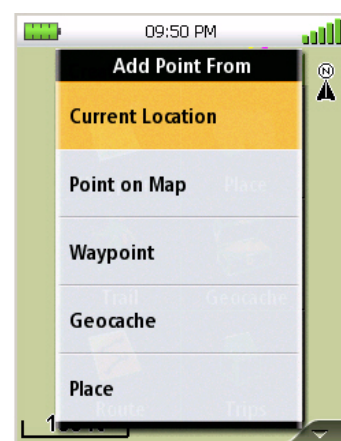 09:50 PM
Add Point From
N
Current Location
Point on Map
Place
Waypoint
Trail
Geocache
Geocache
Place
Route
Trips